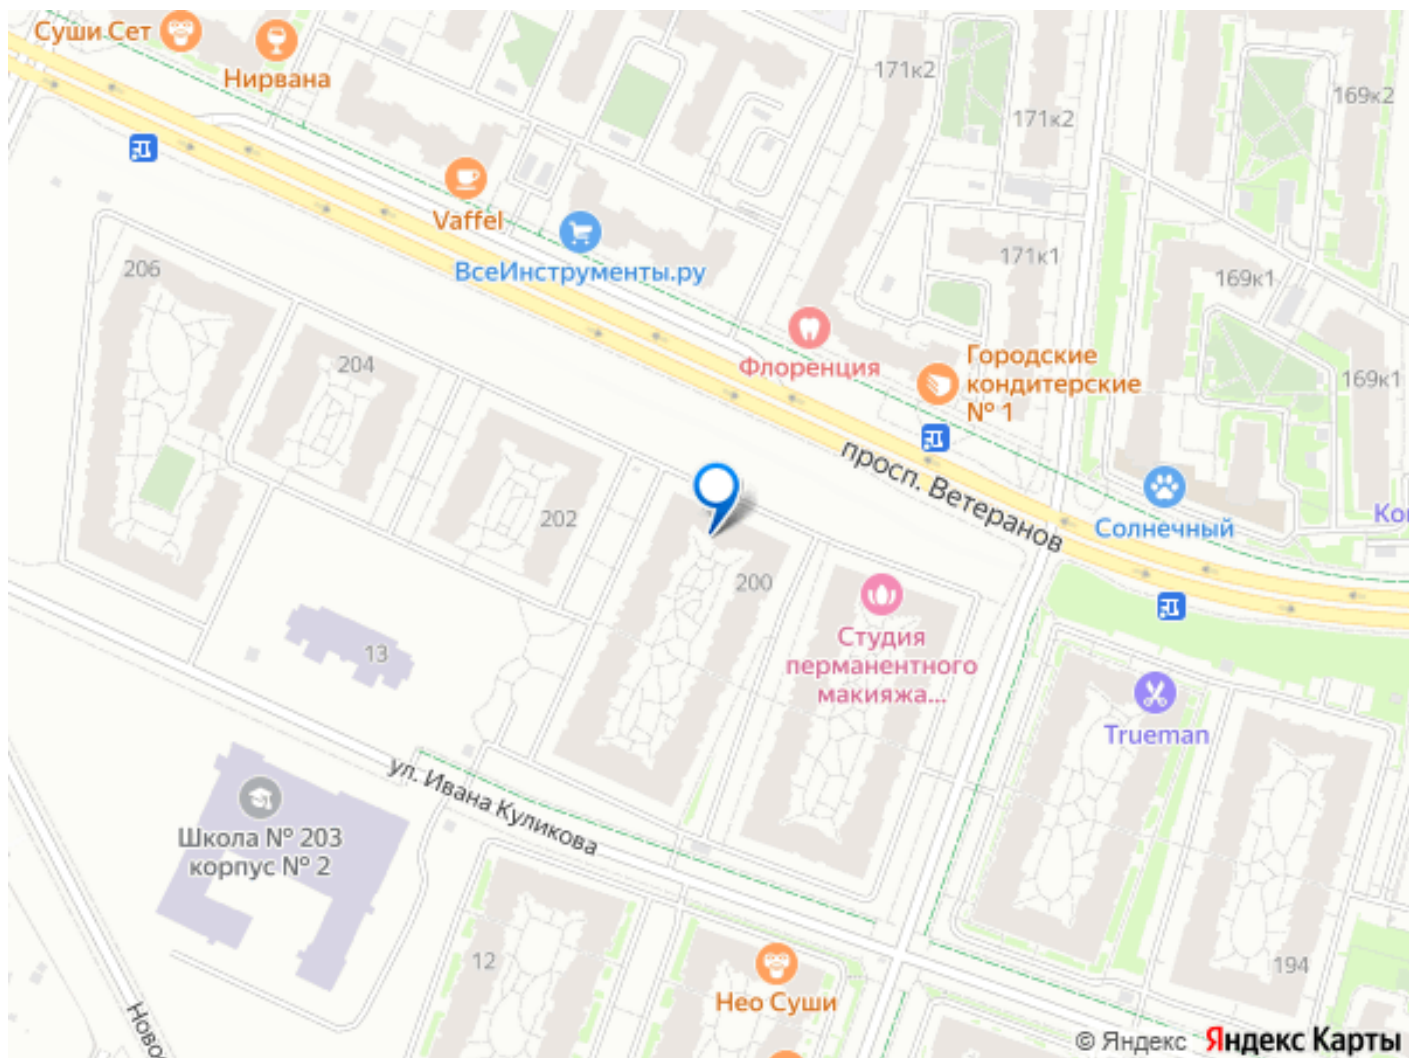 Суши Сет
Нирвана
171к2
169к2
171к2
Vaffel
ВсеИнструменты.ру
171к1
169к1
206
204
Флоренция
Городские
кондитерские
№ 1
169к1
просп. Ветеранов
Солнечный
202
200
Студия
перманентного
макияжа...
13
Trueman
ул. Ивана Куликова
Школа № 203
корпус № 2
12
194
Нео Суши
© Яндекс Яндекс Карты